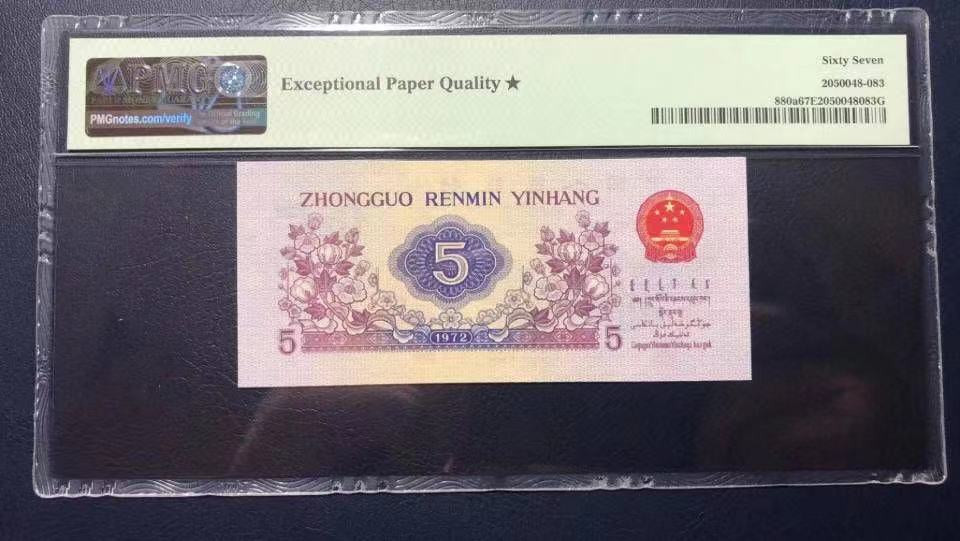 PMG
PMGnotes.com/verify
Exceptional Paper Quality ★
Sixty Seven
2050048-083
880a67E2050048083G
ZHONGGUO RENMIN YINHANG
5
5
1972
5